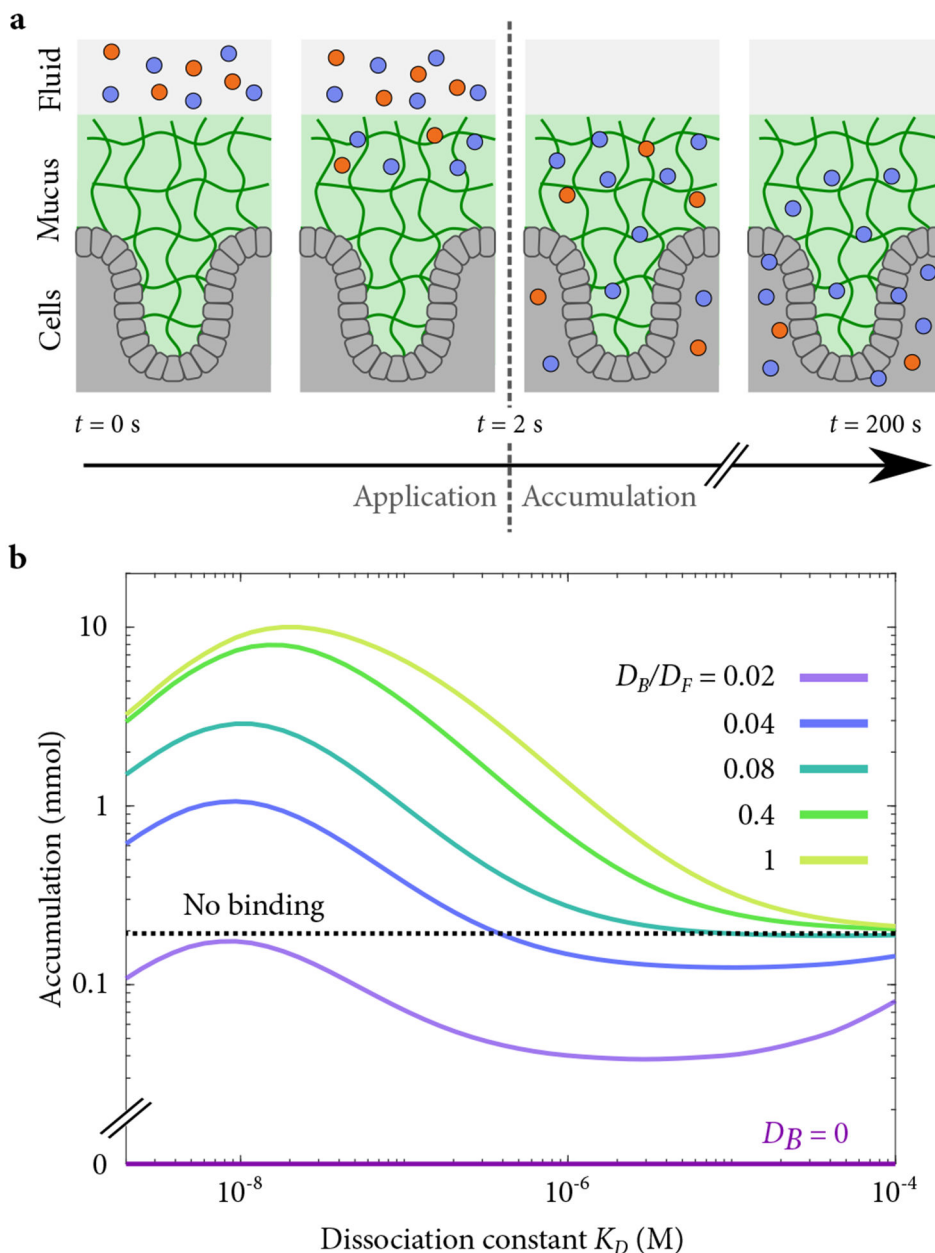 a
Fluid
Mucus
Cells
t = 0 s
t = 2 s
t = 200 s
Application
Accumulation
b
Accumulation (mmol)
10
1
0.1
0
D_B/D_F = 0.02
0.04
0.08
0.4
1
No binding
D_B = 0
10⁻⁸
10⁻⁶
10⁻⁴
Dissociation constant K_D (M)